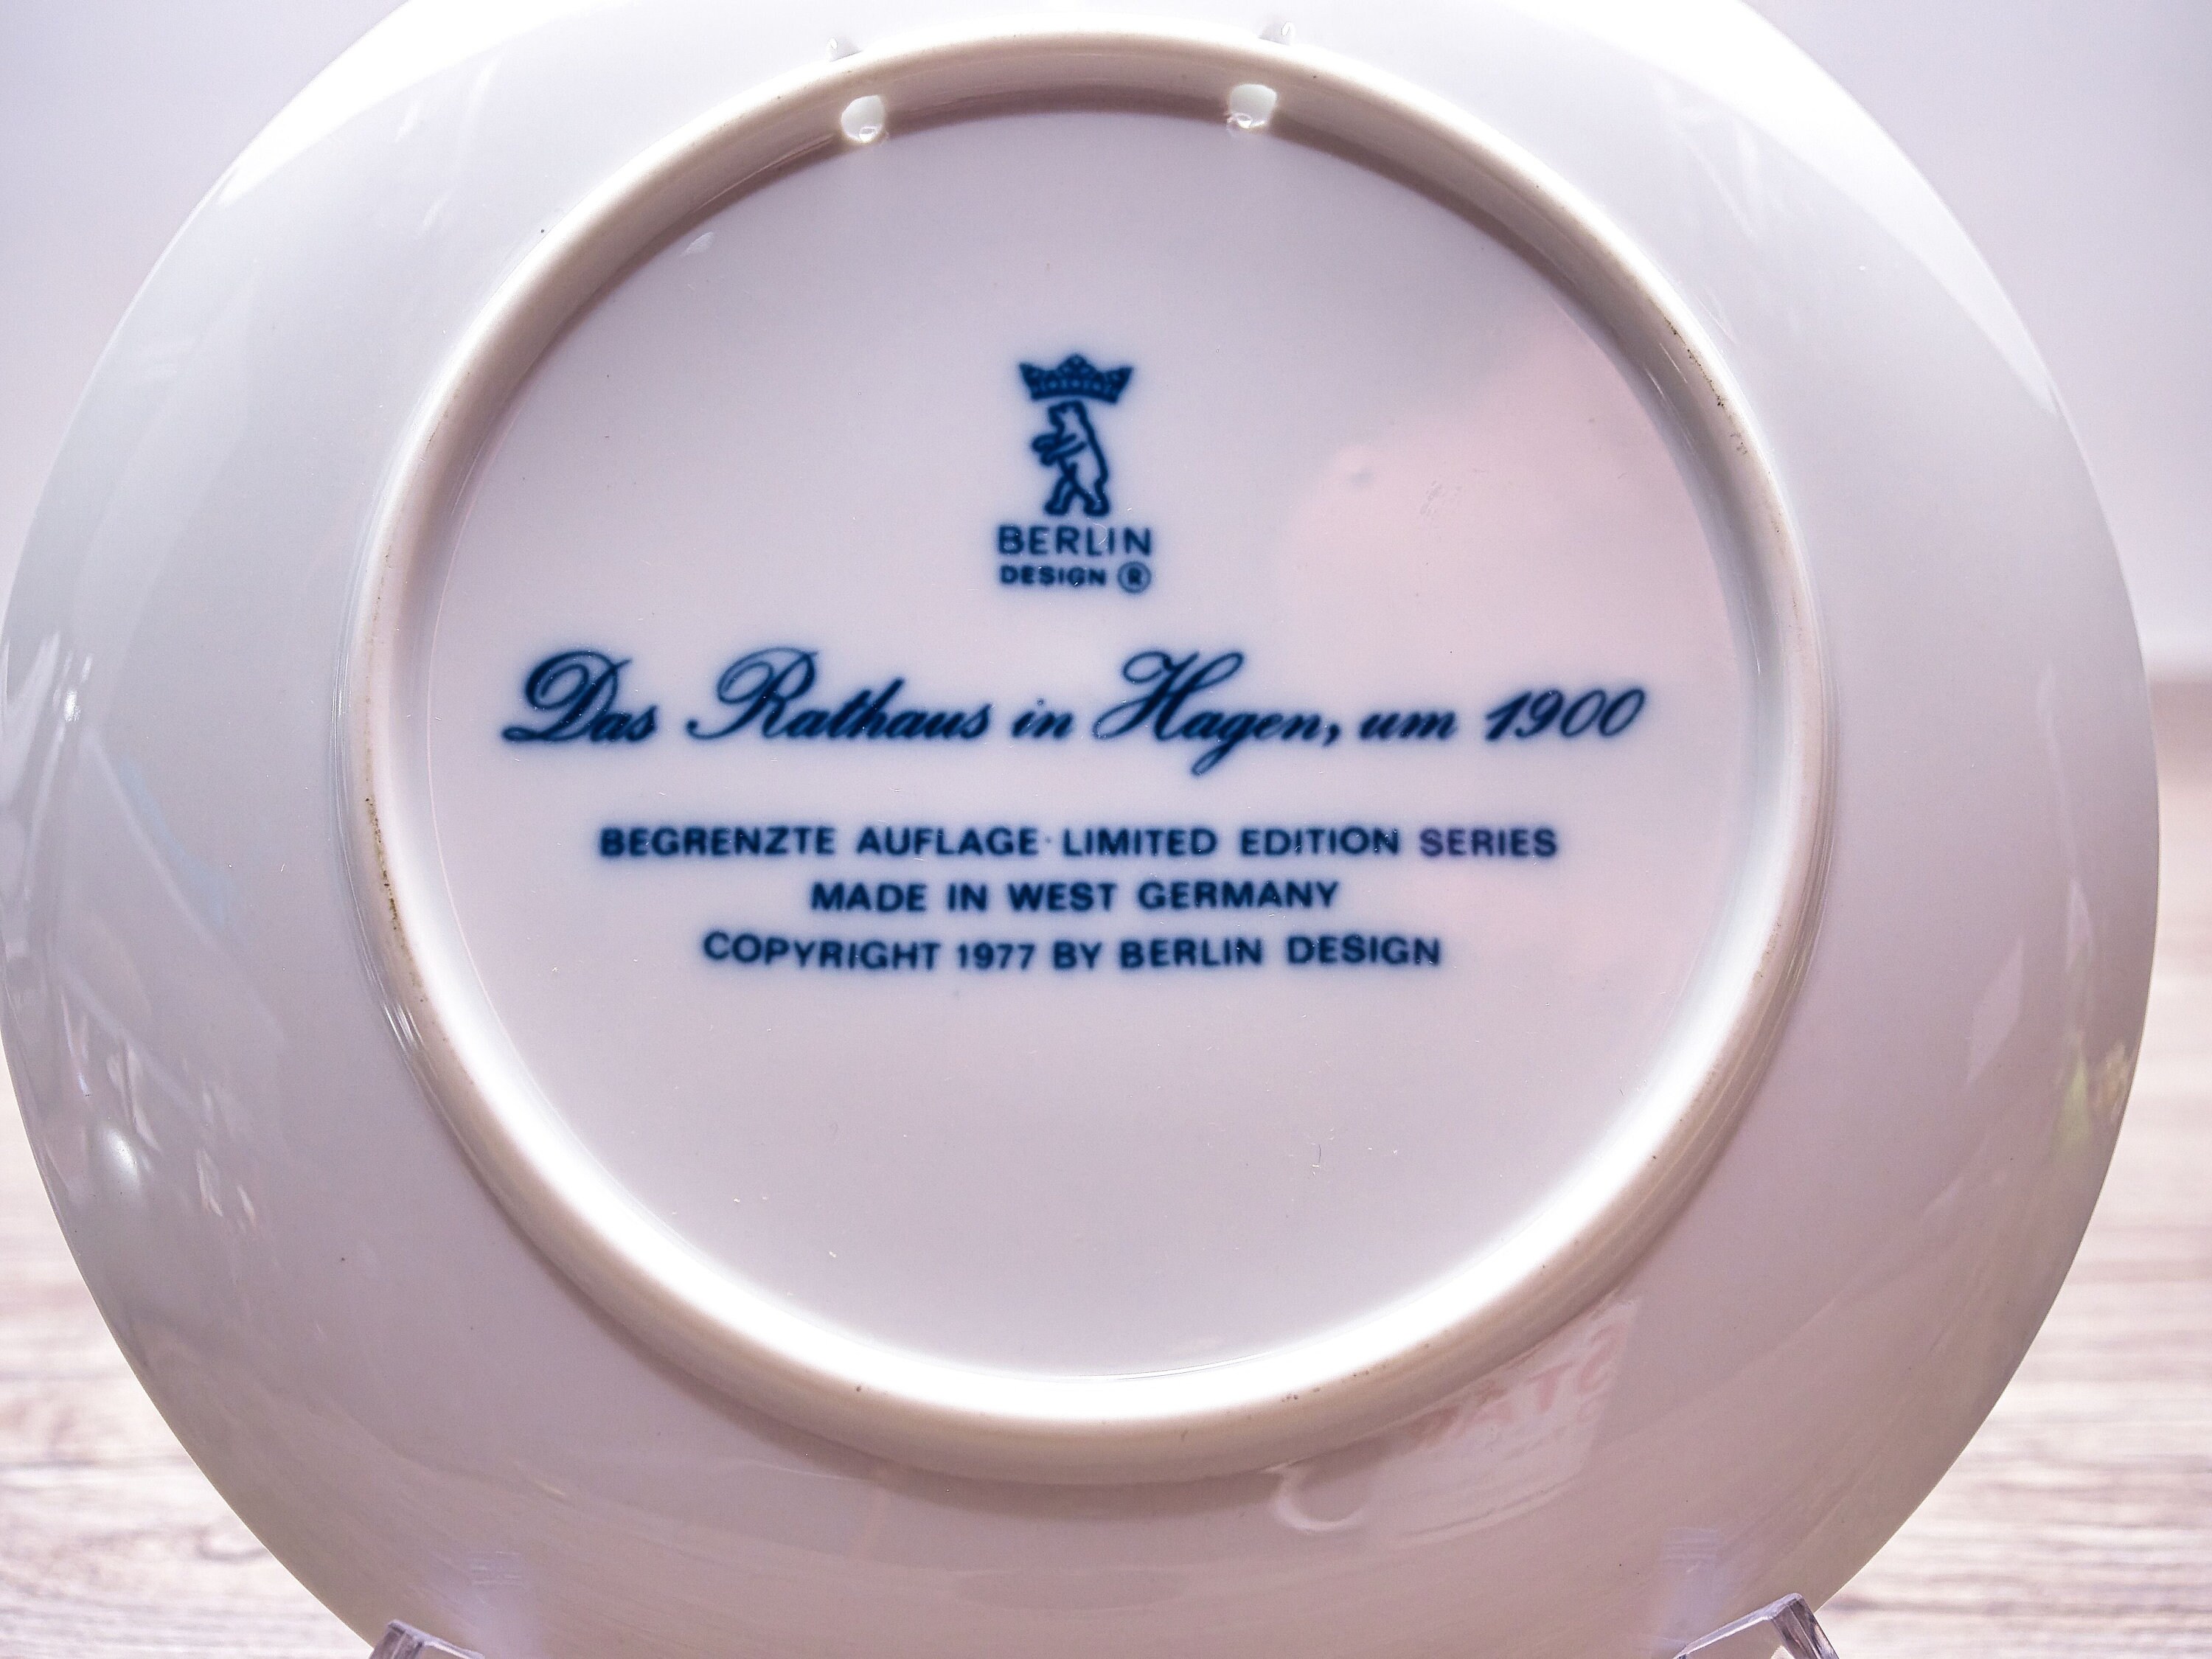 BERLIN
DESIGN ®
Das Rathaus in Hagen, um 1900
BEGRENZTE AUFLAGE · LIMITED EDITION SERIES
MADE IN WEST GERMANY
COPYRIGHT 1977 BY BERLIN DESIGN